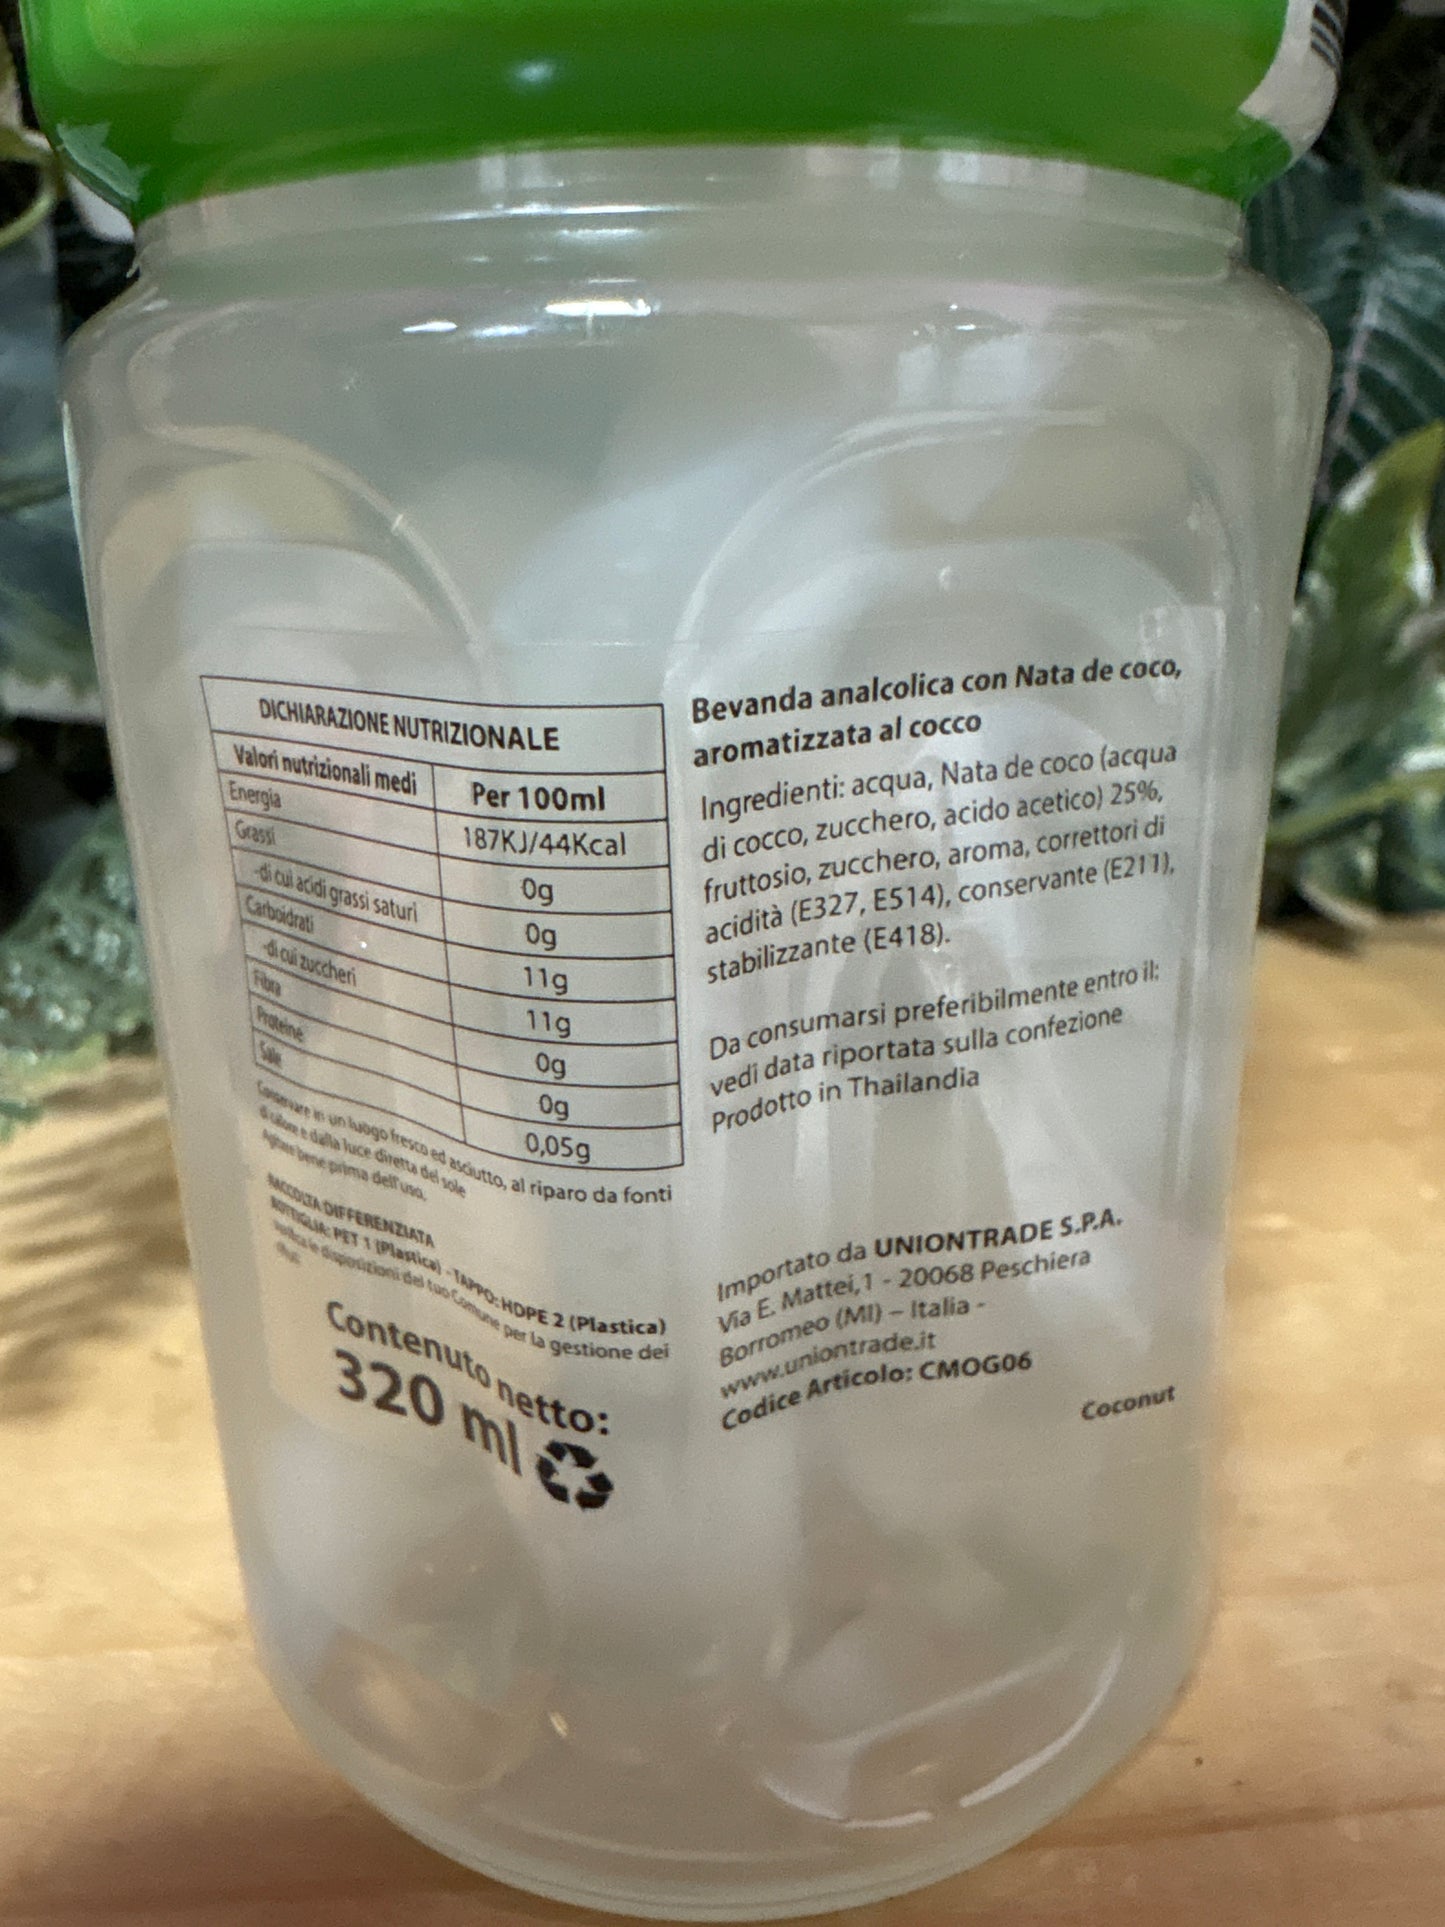 DICHIARAZIONE NUTRIZIONALE
Valori nutrizionali medi Per 100ml
Energia 187KJ/44Kcal
Grassi 0g
-di cui acidi grassi saturi 0g
Carboidrati 11g
-di cui zuccheri 11g
Fibra 0g
Proteine 0g
Sale 0,05g
Conservare in un luogo fresco ed asciutto, al riparo da fonti
di calore e dalla luce diretta del sole
Agitare bene prima dell'uso.
RACCOLTA DIFFERENZIATA
BOTTIGLIA: PET 1 (Plastica) - TAPPO: HDPE 2 (Plastica)
Verifica le disposizioni del tuo Comune per la gestione dei
Contenuto netto:
320 ml
Bevanda analcolica con Nata de coco,
aromatizzata al cocco
Ingredienti: acqua, Nata de coco (acqua
di cocco, zucchero, acido acetico) 25%,
fruttosio, zucchero, aroma, correttori di
acidità (E327, E514), conservante (E211),
stabilizzante (E418).
Da consumarsi preferibilmente entro il:
vedi data riportata sulla confezione
Prodotto in Thailandia
Importato da UNIONTRADE S.P.A.
Via E. Mattei,1 - 20068 Peschiera
Borromeo (MI) – Italia -
www.uniontrade.it
Codice Articolo: CMOG06
Coconut